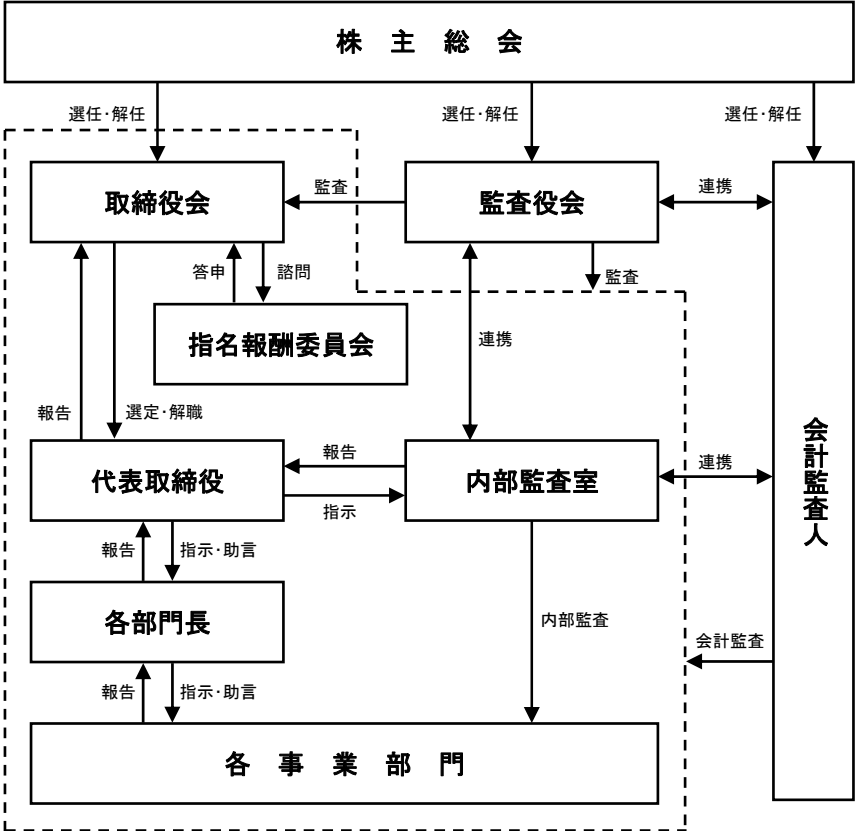 株主総会
選任・解任
選任・解任
選任・解任
取締役会
監査
監査役会
連携
答申
諮問
監査
指名報酬委員会
連携
報告
選定・解職
会計監査人
代表取締役
報告
指示
内部監査室
連携
報告
指示・助言
各部門長
内部監査
会計監査
報告
指示・助言
各事業部門